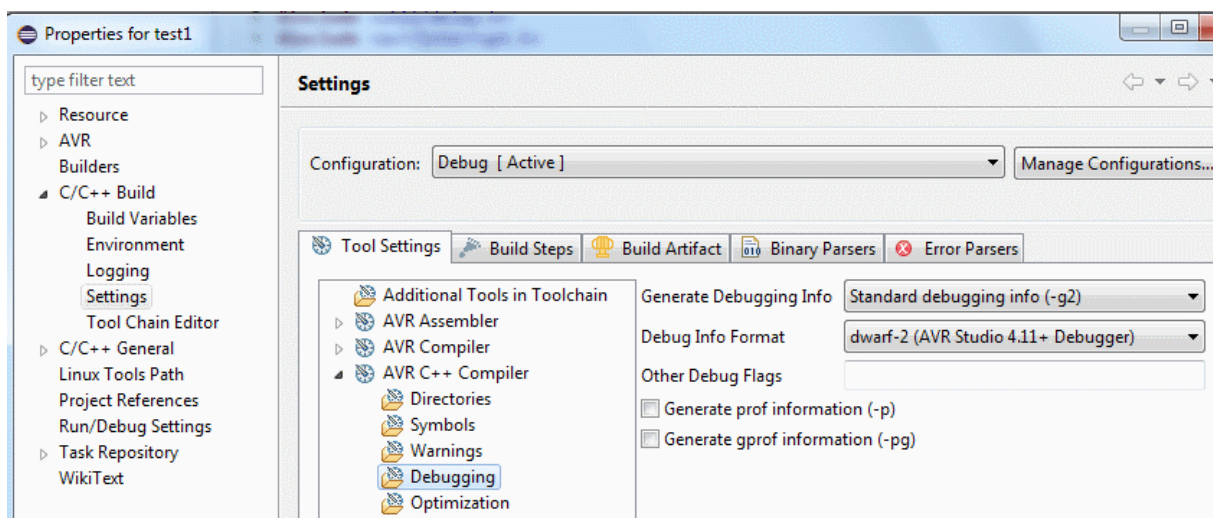 Properties for test1
type filter text
Resource
AVR
Builders
C/C++ Build
Build Variables
Environment
Logging
Settings
Tool Chain Editor
C/C++ General
Linux Tools Path
Project References
Run/Debug Settings
Task Repository
WikiText
Settings
Configuration: Debug [ Active ] Manage Configurations...
Tool Settings Build Steps Build Artifact 010 Binary Parsers Error Parsers
Additional Tools in Toolchain
AVR Assembler
AVR Compiler
AVR C++ Compiler
Directories
Symbols
Warnings
Debugging
Optimization
Generate Debugging Info Standard debugging info (-g2)
Debug Info Format dwarf-2 (AVR Studio 4.11+ Debugger)
Other Debug Flags
Generate prof information (-p)
Generate gprof information (-pg)